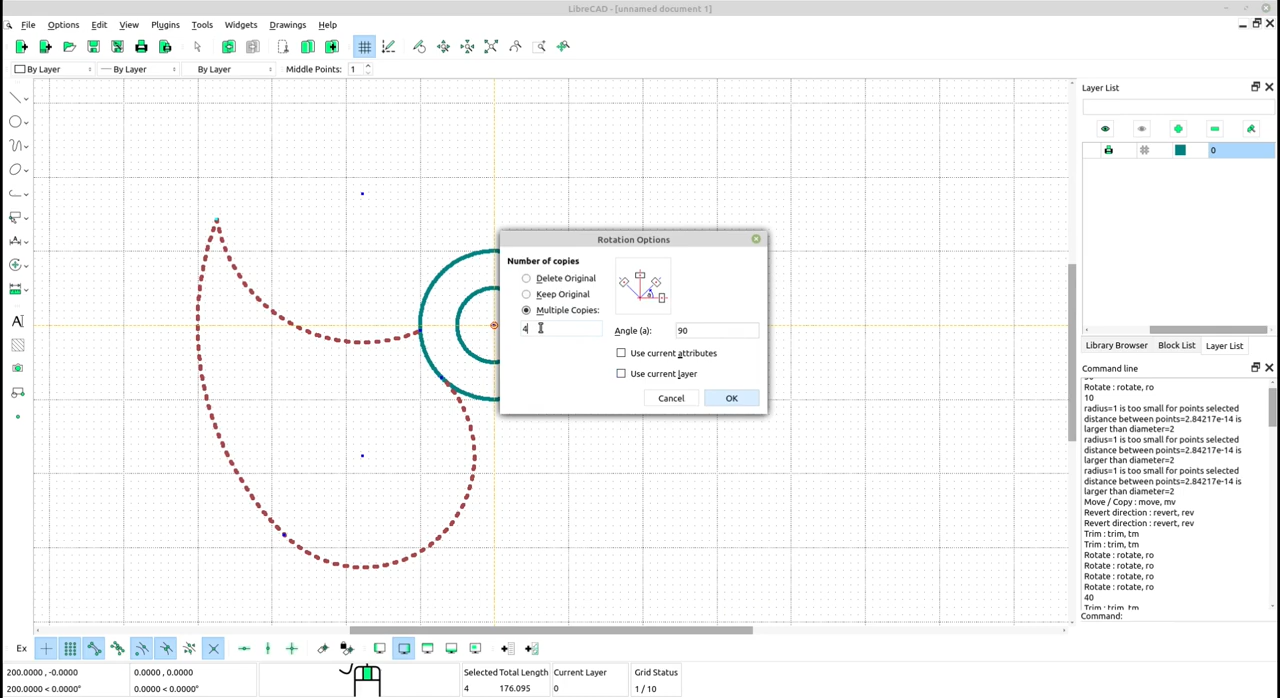 LibreCAD - [unnamed document 1]
File Options Edit View Plugins Tools Widgets Drawings Help
By Layer By Layer By Layer Middle Points: 1
Layer List
0
Rotation Options
Number of copies
Delete Original
Keep Original
Multiple Copies:
4
Angle (a): 90
Use current attributes
Use current layer
Cancel OK
Library Browser Block List Layer List
Command line
Rotate : rotate, ro
10
radius=1 is too small for points selected
distance between points=2.84217e-14 is
larger than diameter=2
radius=1 is too small for points selected
distance between points=2.84217e-14 is
larger than diameter=2
radius=1 is too small for points selected
distance between points=2.84217e-14 is
larger than diameter=2
Move / Copy : move, mv
Revert direction : revert, rev
Revert direction : revert, rev
Trim : trim, tm
Trim : trim, tm
Rotate : rotate, ro
Rotate : rotate, ro
Rotate : rotate, ro
Rotate : rotate, ro
40
Trim : trim, tm
Command:
Ex
200.0000 , -0.0000 0.0000 , 0.0000 Selected Total Length Current Layer Grid Status
200.0000 < 0.0000° 0.0000 < 0.0000° 4 176.095 0 1 / 10